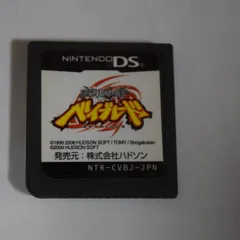 NINTENDO DS
ベイブレード
©1999 2008 HUDSON SOFT / TOMY / Shogakukan
©2008 HUDSON SOFT
発売元：株式会社ハドソン
NTR-CVBJ-JPN